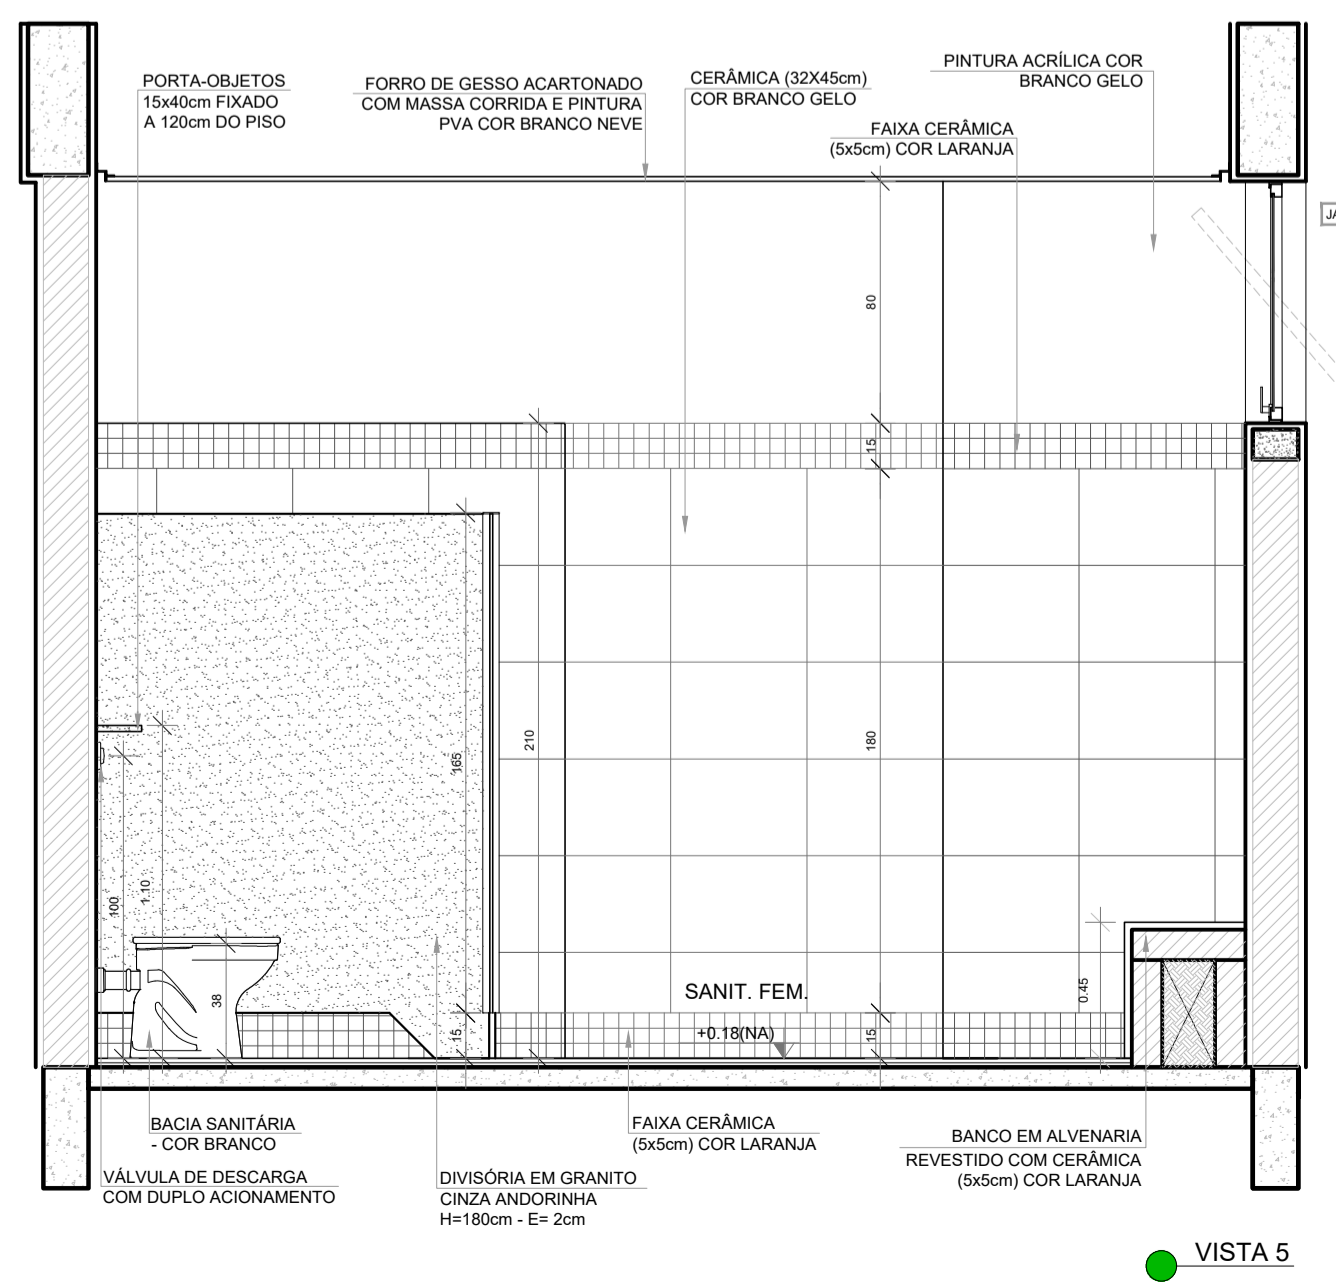 PORTA-OBJETOS
15x40cm FIXADO
A 120cm DO PISO
FORRO DE GESSO ACARTONADO
COM MASSA CORRIDA E PINTURA
PVA COR BRANCO NEVE
CERÂMICA (32X45cm)
COR BRANCO GELO
PINTURA ACRÍLICA COR
BRANCO GELO
FAIXA CERÂMICA
(5x5cm) COR LARANJA
JA
80
15
210
180
165
100
1.10
38
15
15
0.45
SANIT. FEM.
+0.18(NA)
BACIA SANITÁRIA
- COR BRANCO
VÁLVULA DE DESCARGA
COM DUPLO ACIONAMENTO
DIVISÓRIA EM GRANITO
CINZA ANDORINHA
H=180cm - E= 2cm
FAIXA CERÂMICA
(5x5cm) COR LARANJA
BANCO EM ALVENARIA
REVESTIDO COM CERÂMICA
(5x5cm) COR LARANJA
VISTA 5